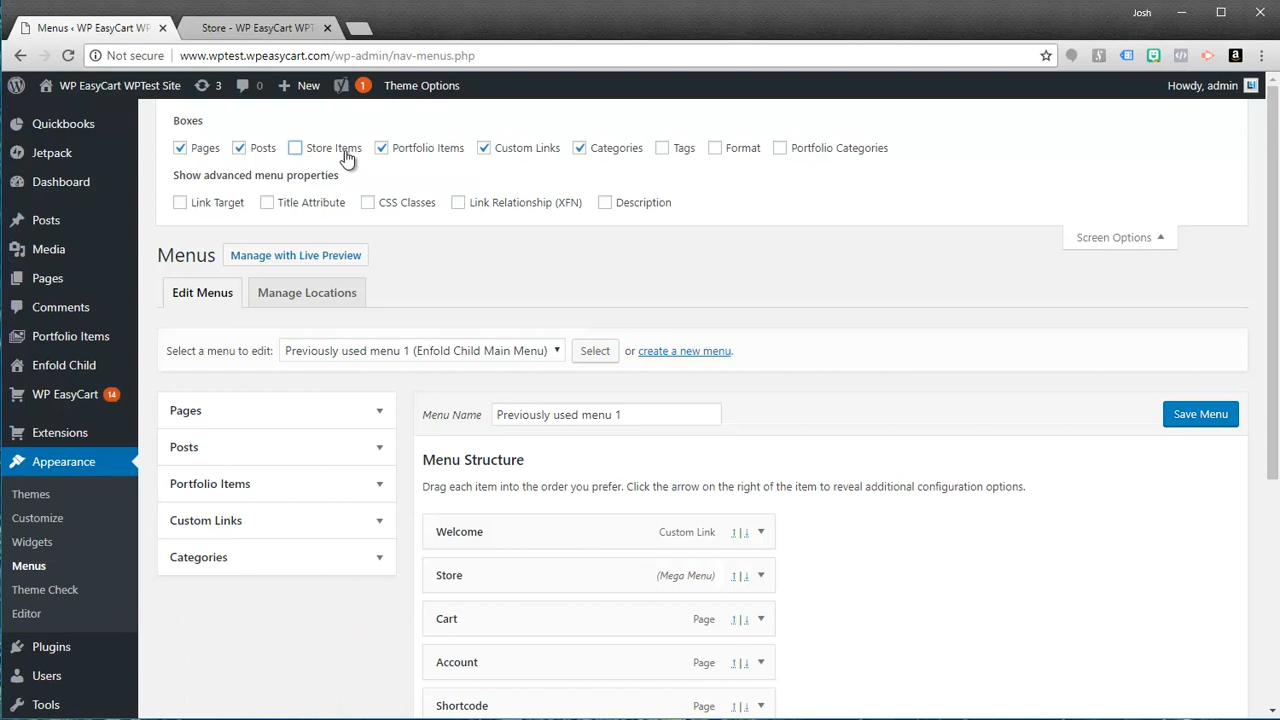 Josh
Menus ‹ WP EasyCart WP
Store - WP EasyCart WPT
Not secure www.wptest.wpeasycart.com/wp-admin/nav-menus.php
WP EasyCart WPTest Site 3 0 New 1 Theme Options Howdy, admin
Quickbooks
Jetpack
Dashboard
Posts
Media
Pages
Comments
Portfolio Items
Enfold Child
WP EasyCart 14
Extensions
Appearance
Themes
Customize
Widgets
Menus
Theme Check
Editor
Plugins
Users
Tools
Boxes
Pages Posts Store Items Portfolio Items Custom Links Categories Tags Format Portfolio Categories
Show advanced menu properties
Link Target Title Attribute CSS Classes Link Relationship (XFN) Description
Screen Options
Menus Manage with Live Preview
Edit Menus Manage Locations
Select a menu to edit: Previously used menu 1 (Enfold Child Main Menu) Select or create a new menu.
Pages
Posts
Portfolio Items
Custom Links
Categories
Menu Name Previously used menu 1 Save Menu
Menu Structure
Drag each item into the order you prefer. Click the arrow on the right of the item to reveal additional configuration options.
Welcome Custom Link ↑|↓
Store (Mega Menu) ↑|↓
Cart Page ↑|↓
Account Page ↑|↓
Shortcode Page ↑|↓